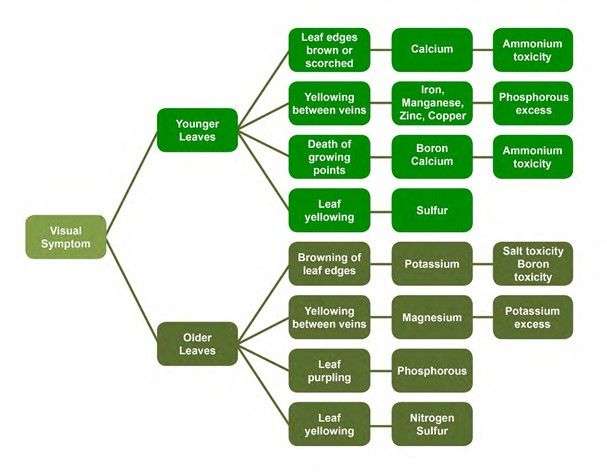 Leaf edges
brown or
scorched
Calcium
Ammonium
toxicity
Yellowing
between veins
Iron,
Manganese,
Zinc, Copper
Phosphorous
excess
Younger
Leaves
Death of
growing
points
Boron
Calcium
Ammonium
toxicity
Leaf
yellowing
Sulfur
Visual
Symptom
Browning of
leaf edges
Potassium
Salt toxicity
Boron
toxicity
Yellowing
between veins
Magnesium
Potassium
excess
Older
Leaves
Leaf
purpling
Phosphorous
Leaf
yellowing
Nitrogen
Sulfur